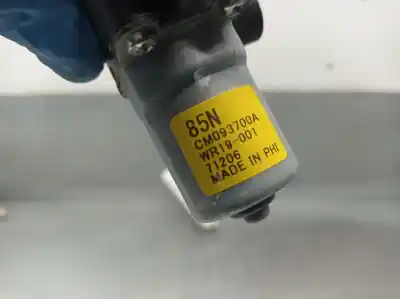 85N
CM093700A
WR19-001
71206
MADE IN PHI